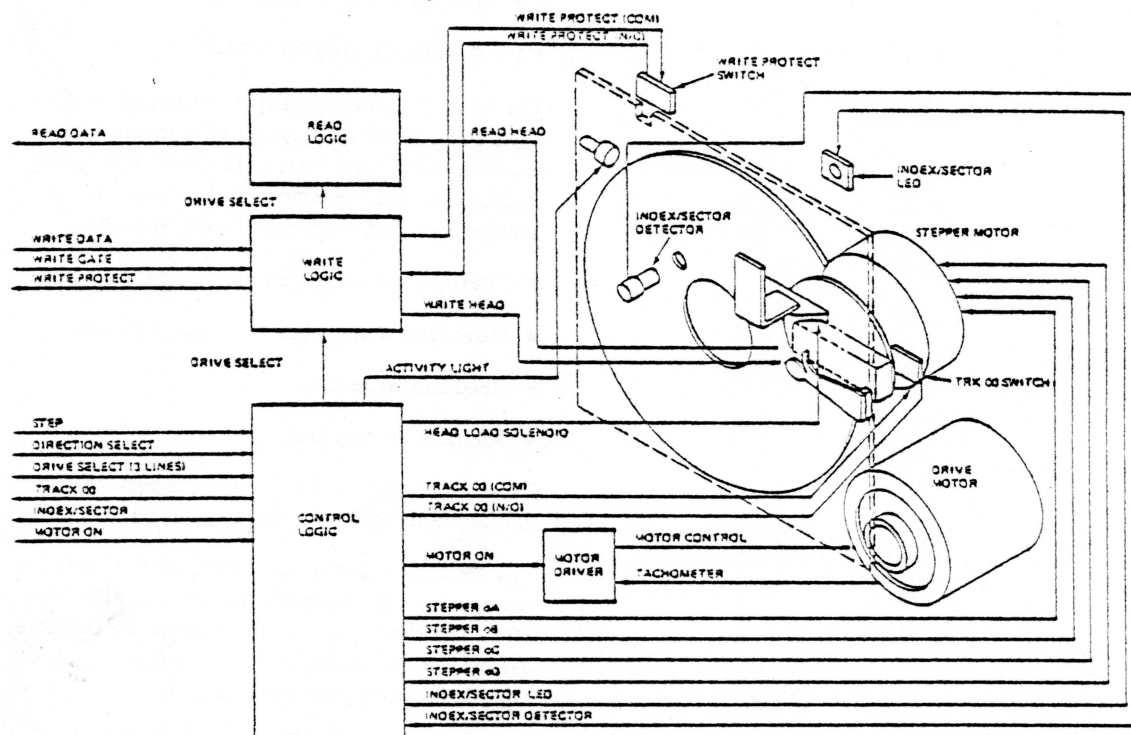 WRITE PROTECT (COM)
WRITE PROTECT (N/O)
WRITE PROTECT
SWITCH
READ
LOGIC
READ DATA
READ HEAD
INDEX/SECTOR
LED
DRIVE SELECT
INDEX/SECTOR
DETECTOR
STEPPER MOTOR
WRITE DATA
WRITE GATE
WRITE PROTECT
WRITE
LOGIC
WRITE HEAD
DRIVE SELECT
ACTIVITY LIGHT
TRK 00 SWITCH
STEP
DIRECTION SELECT
DRIVE SELECT (3 LINES)
TRACK 00
INDEX/SECTOR
MOTOR ON
HEAD LOAD SOLENOID
DRIVE
MOTOR
CONTROL
LOGIC
TRACK 00 (COM)
TRACK 00 (N/O)
MOTOR ON
MOTOR
DRIVER
MOTOR CONTROL
TACHOMETER
STEPPER øA
STEPPER øB
STEPPER øC
STEPPER øD
INDEX/SECTOR LED
INDEX/SECTOR DETECTOR